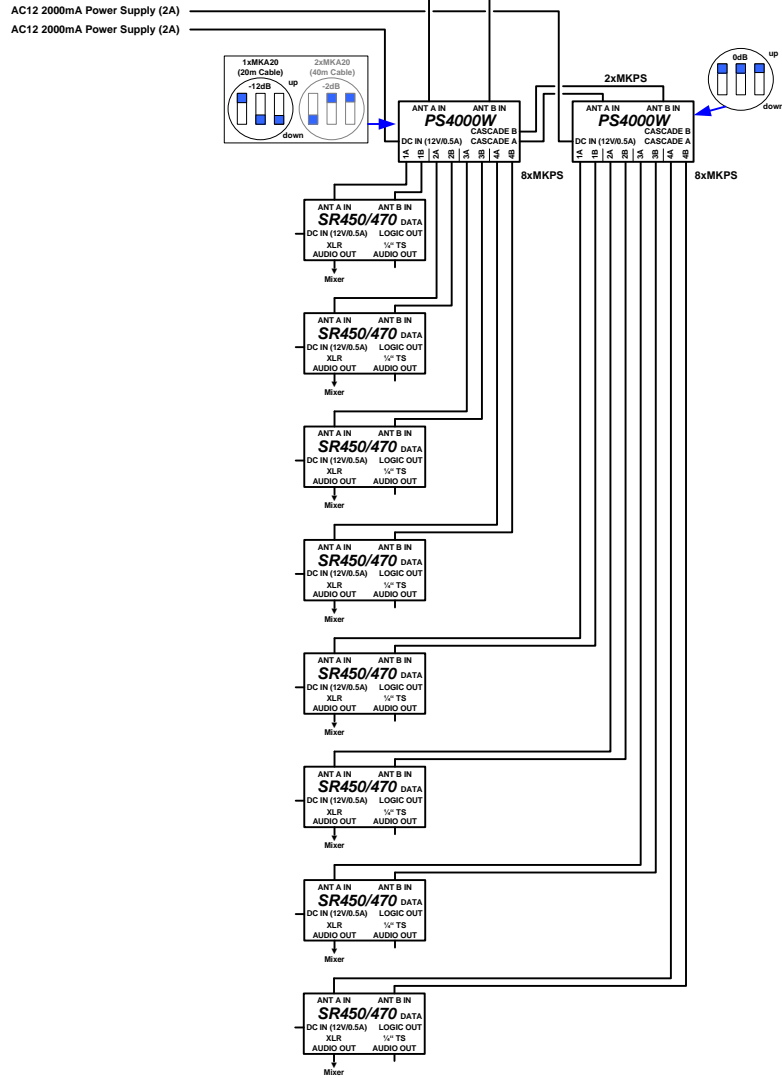 AC12 2000mA Power Supply (2A)
AC12 2000mA Power Supply (2A)
1xMKA20
(20m Cable)
-12dB
2xMKA20
(40m Cable)
-2dB
up
down
0dB
up
down
2xMKPS
ANT A IN ANT B IN
PS4000W
CASCADE B
DC IN (12V/0.5A) CASCADE A
1A 1B 2A 2B 3A 3B 4A 4B
8xMKPS
ANT A IN ANT B IN
PS4000W
CASCADE B
DC IN (12V/0.5A) CASCADE A
1A 1B 2A 2B 3A 3B 4A 4B
8xMKPS
ANT A IN ANT B IN
SR450/470 DATA
DC IN (12V/0.5A) LOGIC OUT
XLR ¼“ TS
AUDIO OUT AUDIO OUT
Mixer
ANT A IN ANT B IN
SR450/470 DATA
DC IN (12V/0.5A) LOGIC OUT
XLR ¼“ TS
AUDIO OUT AUDIO OUT
Mixer
ANT A IN ANT B IN
SR450/470 DATA
DC IN (12V/0.5A) LOGIC OUT
XLR ¼“ TS
AUDIO OUT AUDIO OUT
Mixer
ANT A IN ANT B IN
SR450/470 DATA
DC IN (12V/0.5A) LOGIC OUT
XLR ¼“ TS
AUDIO OUT AUDIO OUT
Mixer
ANT A IN ANT B IN
SR450/470 DATA
DC IN (12V/0.5A) LOGIC OUT
XLR ¼“ TS
AUDIO OUT AUDIO OUT
Mixer
ANT A IN ANT B IN
SR450/470 DATA
DC IN (12V/0.5A) LOGIC OUT
XLR ¼“ TS
AUDIO OUT AUDIO OUT
Mixer
ANT A IN ANT B IN
SR450/470 DATA
DC IN (12V/0.5A) LOGIC OUT
XLR ¼“ TS
AUDIO OUT AUDIO OUT
Mixer
ANT A IN ANT B IN
SR450/470 DATA
DC IN (12V/0.5A) LOGIC OUT
XLR ¼“ TS
AUDIO OUT AUDIO OUT
Mixer